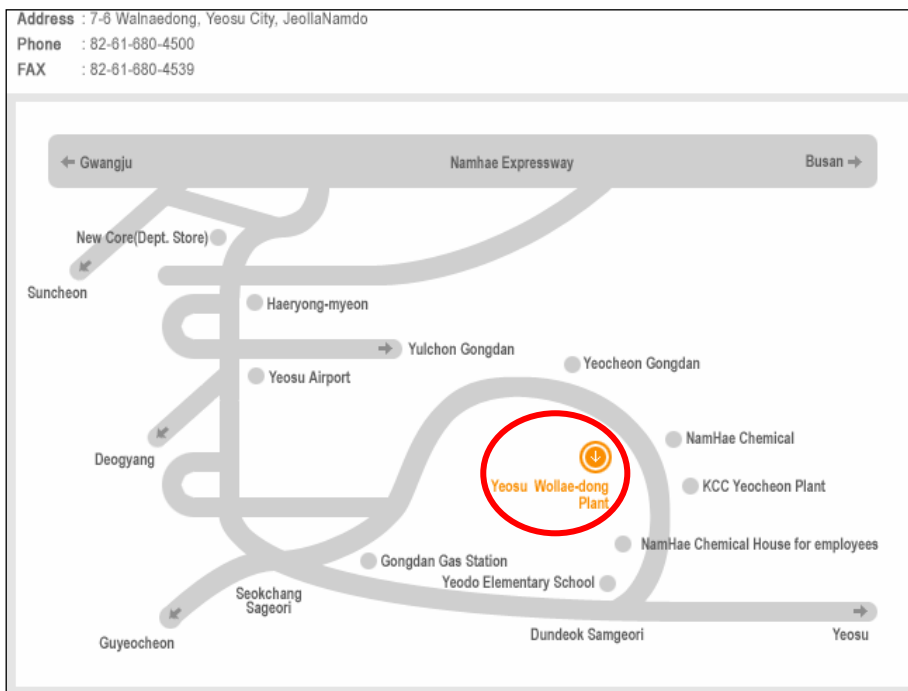 Address : 7-6 Walnaedong, Yeosu City, JeollaNamdo
Phone : 82-61-680-4500
FAX : 82-61-680-4539
← Gwangju
Namhae Expressway
Busan →
New Core(Dept. Store)
Suncheon
Haeryong-myeon
Yulchon Gongdan
Yeocheon Gongdan
Yeosu Airport
Deogyang
NamHae Chemical
Yeosu Wollae-dong
Plant
KCC Yeocheon Plant
NamHae Chemical House for employees
Gongdan Gas Station
Yeodo Elementary School
Seokchang
Sageori
Guyeocheon
Dundeok Samgeori
Yeosu